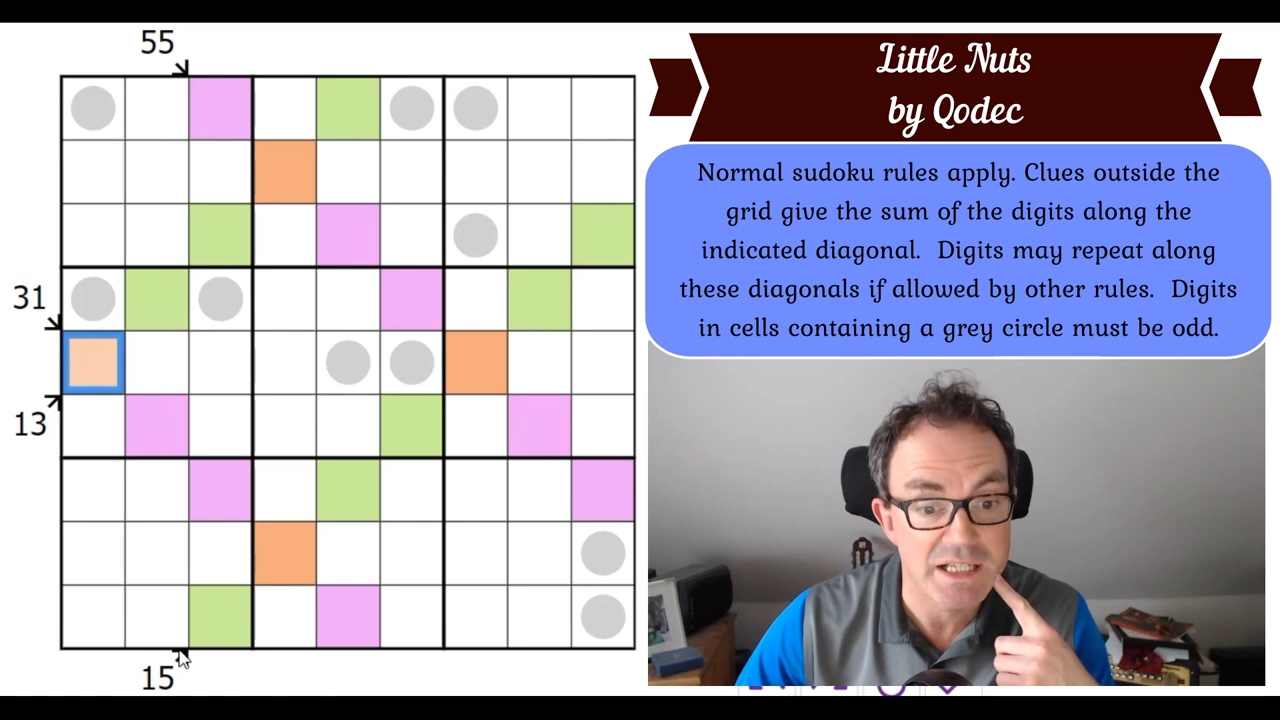 55
31
13
15
Little Nuts
by Qodec
Normal sudoku rules apply. Clues outside the
grid give the sum of the digits along the
indicated diagonal. Digits may repeat along
these diagonals if allowed by other rules. Digits
in cells containing a grey circle must be odd.